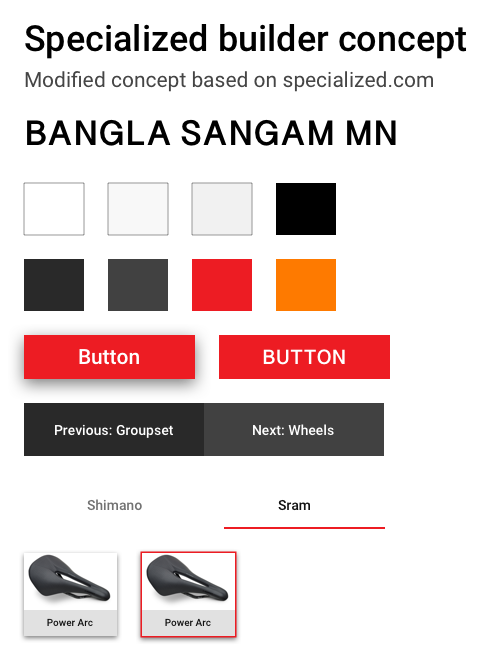 Specialized builder concept
Modified concept based on specialized.com
BANGLA SANGAM MN
Button BUTTON
Previous: Groupset Next: Wheels
Shimano Sram
Power Arc Power Arc